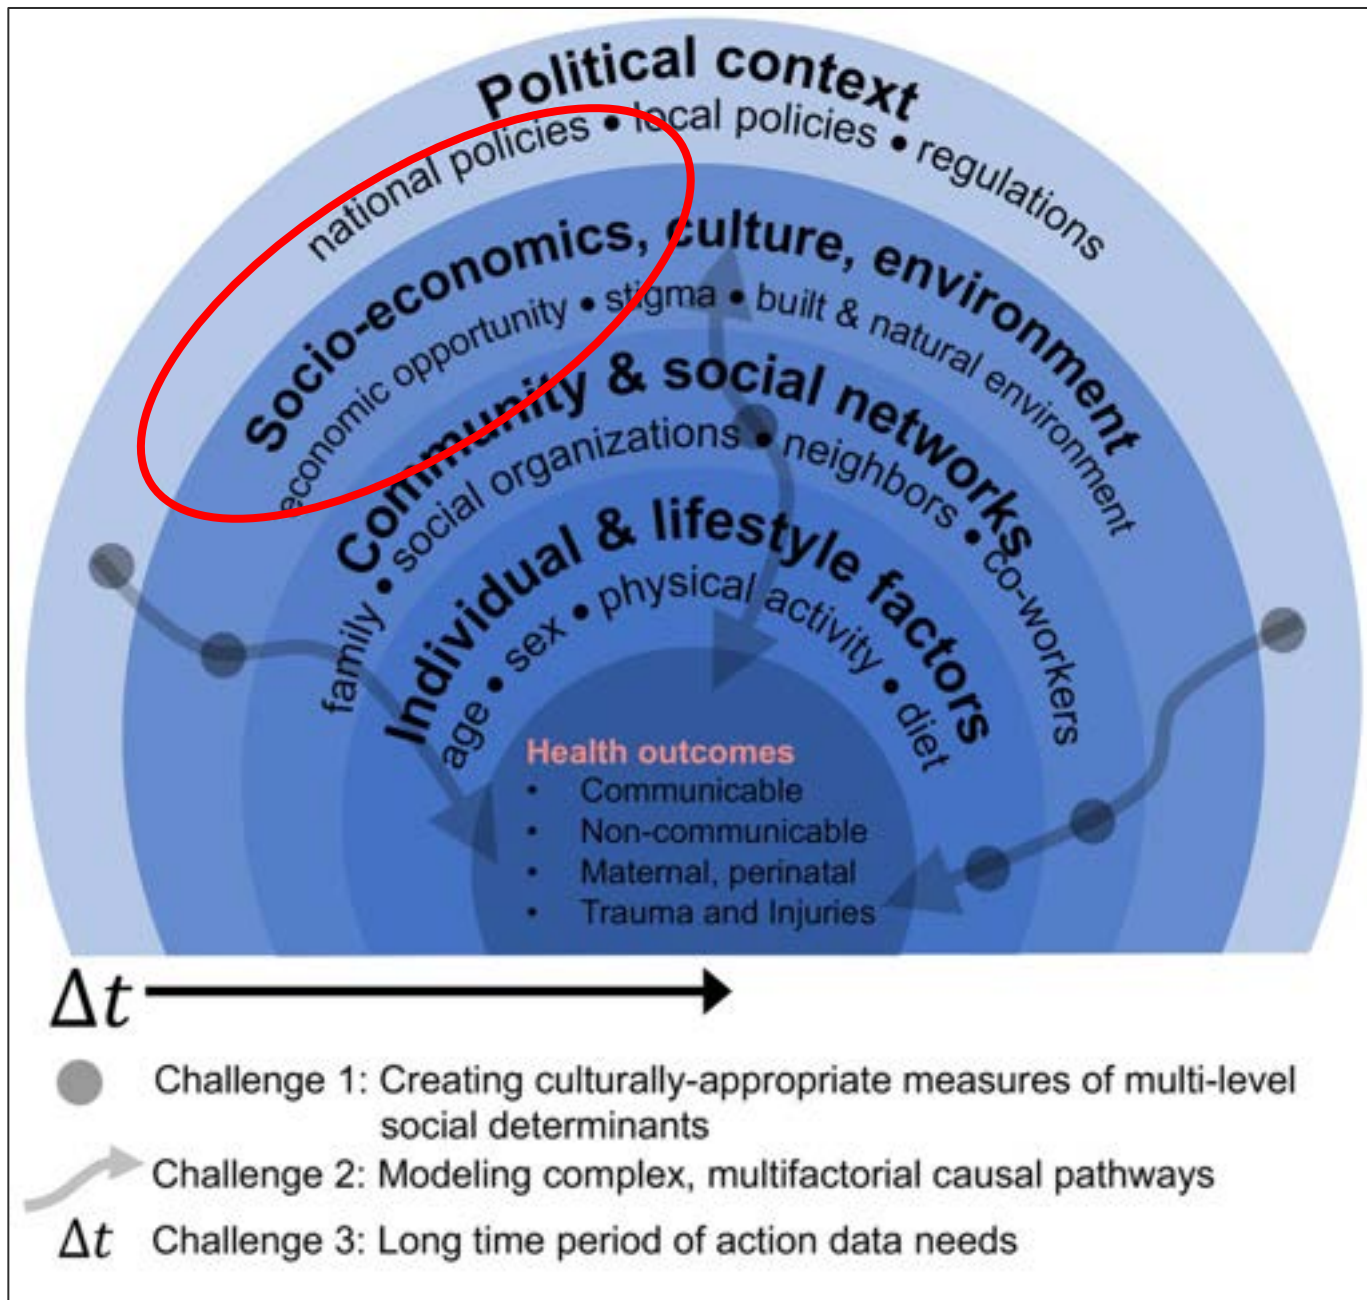 Political context
national policies • local policies • regulations
Socio-economics, culture, environment
economic opportunity • stigma • built & natural environment
Community & social networks
family • social organizations • neighbors • co-workers
Individual & lifestyle factors
age • sex • physical activity • diet
Health outcomes
• Communicable
• Non-communicable
• Maternal, perinatal
• Trauma and Injuries
Δt
Challenge 1: Creating culturally-appropriate measures of multi-level
social determinants
Challenge 2: Modeling complex, multifactorial causal pathways
Δt Challenge 3: Long time period of action data needs